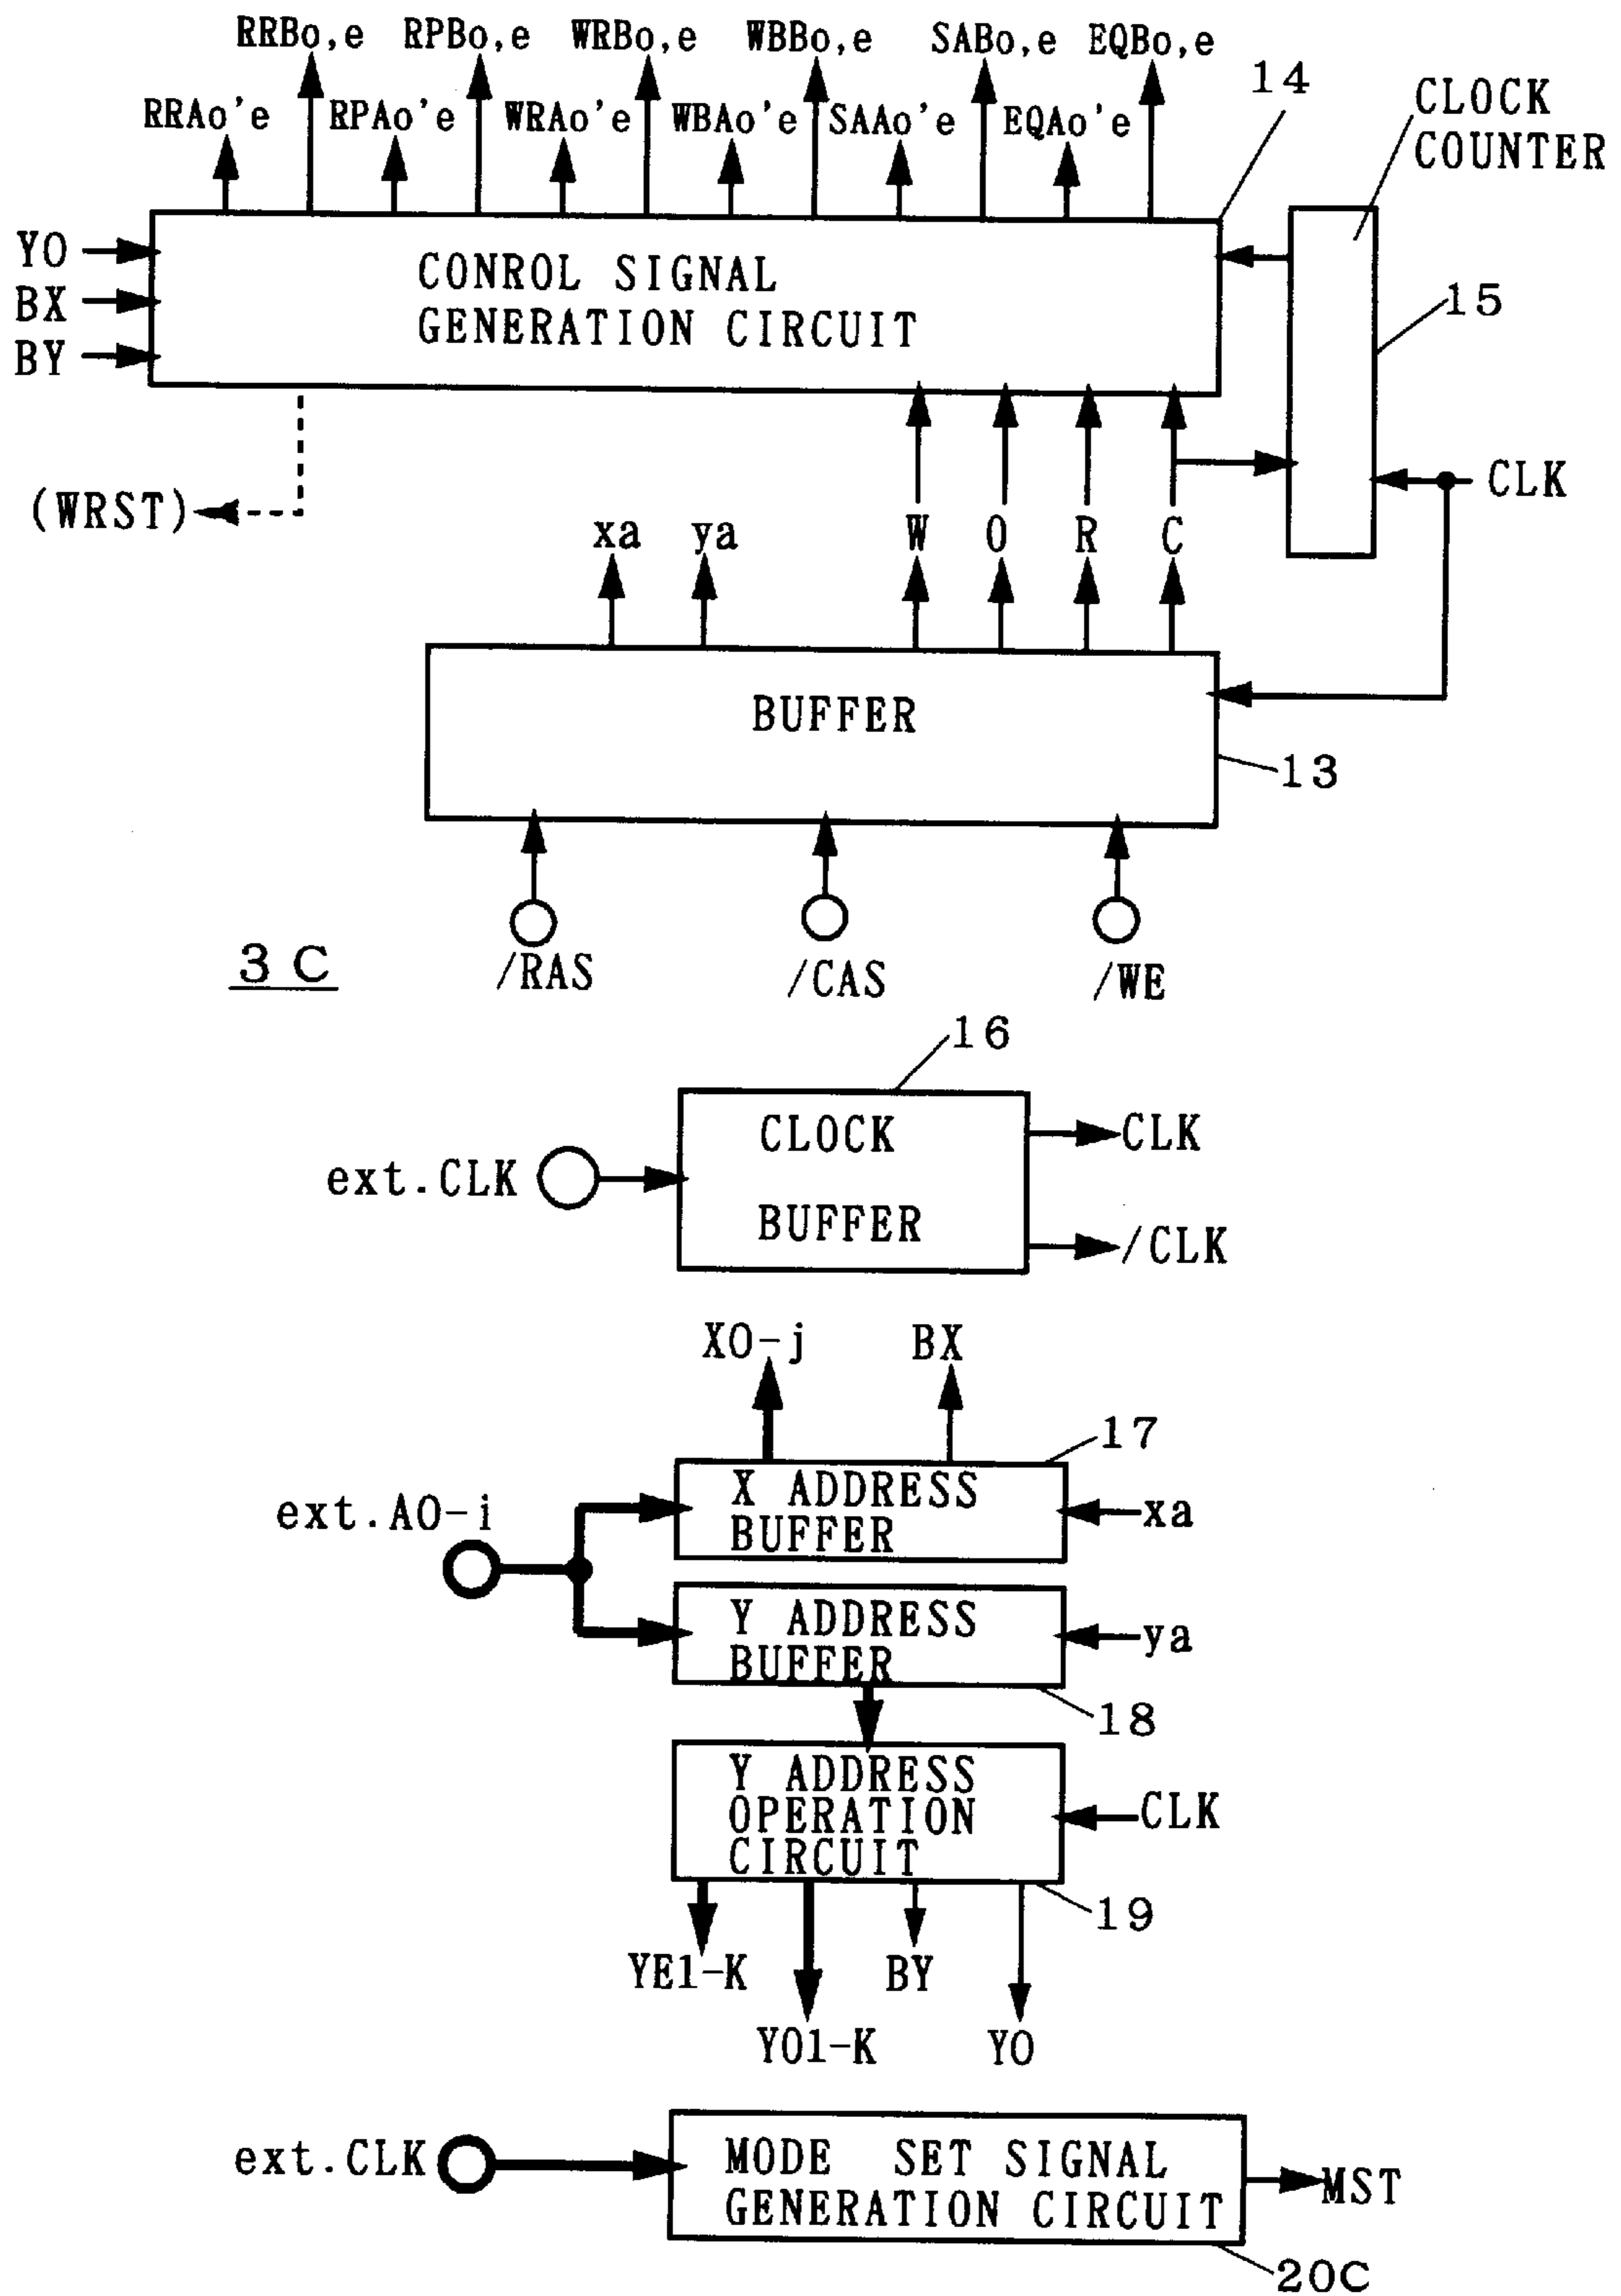 RRBo,e RPBo,e WRBo,e WBBo,e SABo,e EQBo,e
RRAo'e RPAo'e WRAo'e WBAo'e SAAo'e EQAo'e
14
CLOCK
COUNTER
YO
BX
BY
CONROL SIGNAL
GENERATION CIRCUIT
15
CLK
(WRST)
xa ya W O R C
BUFFER
13
/RAS /CAS /WE
3C
16
CLOCK
BUFFER
ext.CLK
CLK
/CLK
XO-j BX
17
ext.AO-i
X ADDRESS
BUFFER
xa
Y ADDRESS
BUFFER
ya
18
Y ADDRESS
OPERATION
CIRCUIT
CLK
19
YE1-K BY
YO1-K YO
ext.CLK
MODE SET SIGNAL
GENERATION CIRCUIT
MST
20C